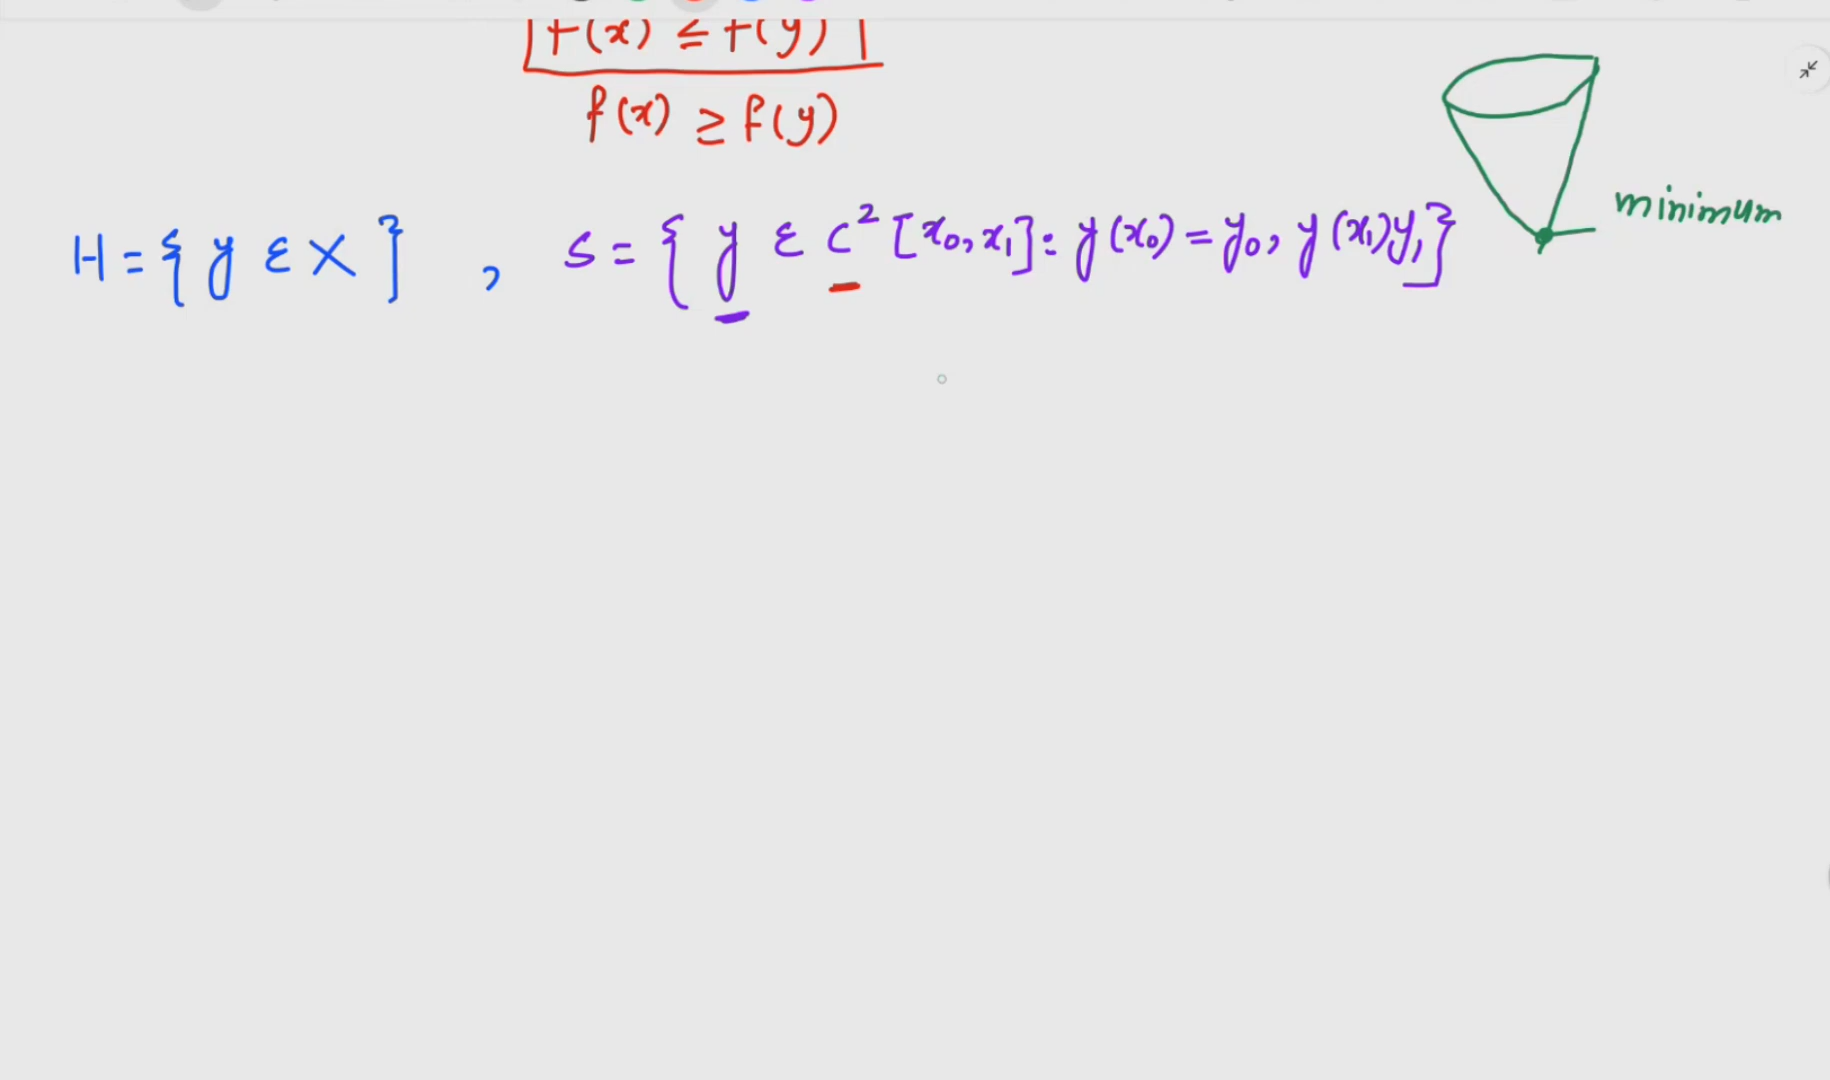 f(x) ≤ f(y)
f(x) ≥ f(y)
minimum
H = { y ε X } , S = { y ε C² [x₀, x₁] : y(x₀) = y₀, y(x₁)y₁}